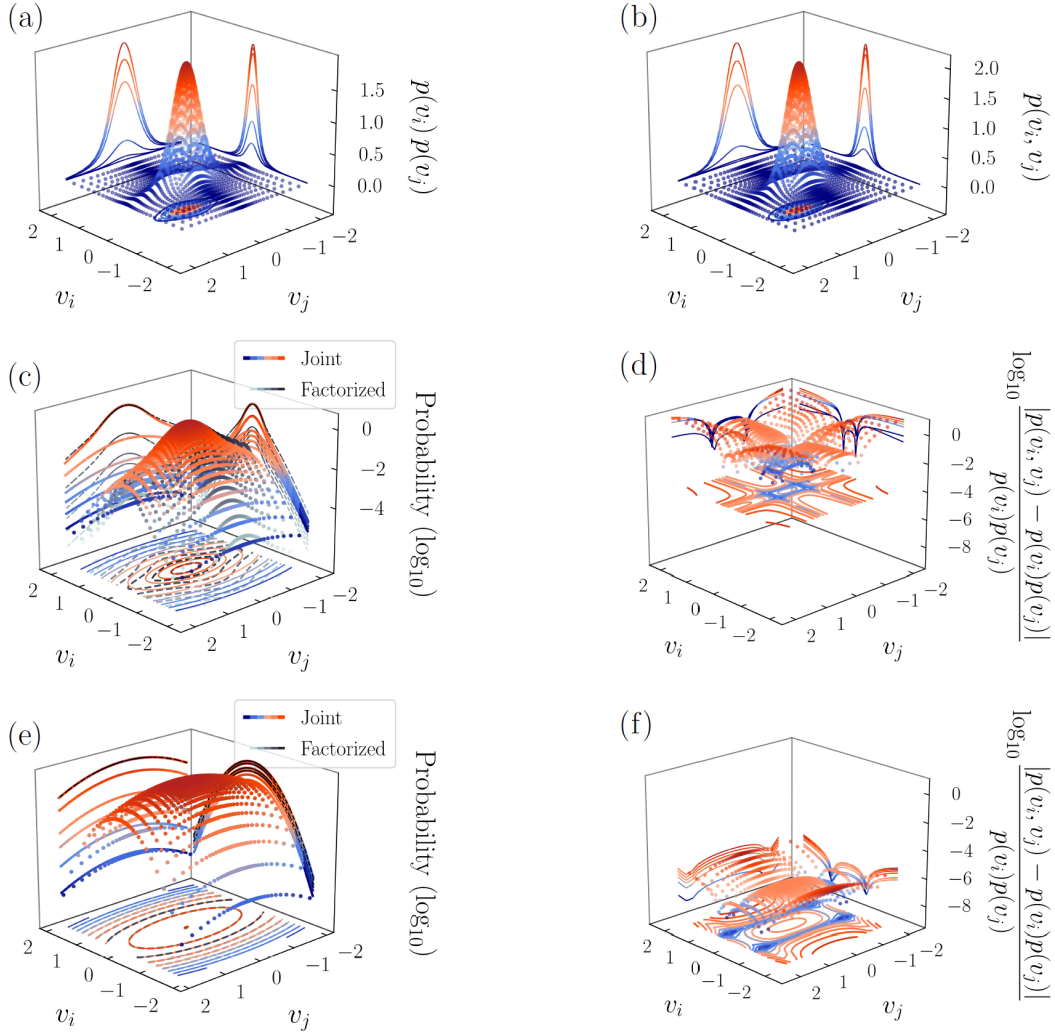 (a)
1.5
1.0
0.5
0.0
p(v_i) p(v_j)
2
1
0
−1
−2
v_i
2
1
0
−1
−2
v_j
(b)
2.0
1.5
1.0
0.5
0.0
p(v_i, v_j)
2
1
0
−1
−2
v_i
2
1
0
−1
−2
v_j
(c)
Joint
Factorized
0
−2
−4
Probability (log₁₀)
2
1
0
−1
−2
v_i
2
1
0
−1
−2
v_j
(d)
0
−2
−4
−6
−8
log₁₀ |p(v_i, v_j) − p(v_i)p(v_j)|
p(v_i)p(v_j)
2
1
0
−1
−2
v_i
2
1
0
−1
−2
v_j
(e)
Joint
Factorized
0
−2
−4
Probability (log₁₀)
2
1
0
−1
−2
v_i
2
1
0
−1
−2
v_j
(f)
0
−2
−4
−6
−8
log₁₀ |p(v_i, v_j) − p(v_i)p(v_j)|
p(v_i)p(v_j)
2
1
0
−1
−2
v_i
2
1
0
−1
−2
v_j